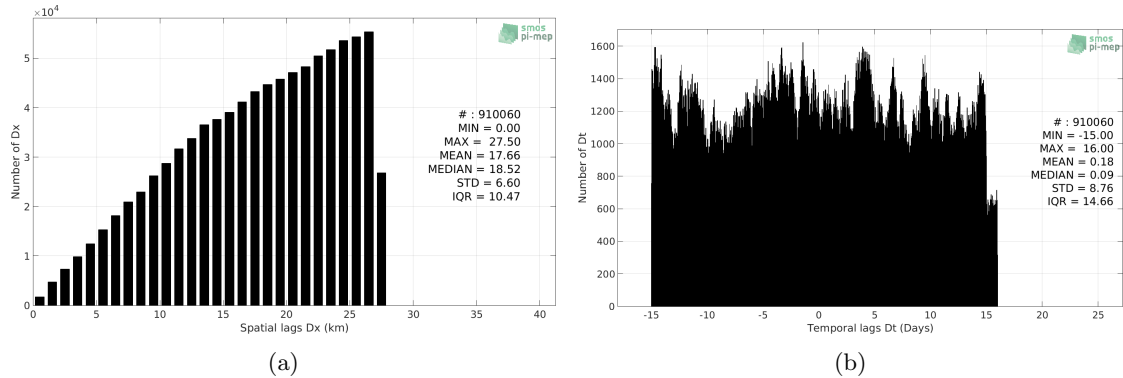 ×10⁴
smos
pi-mep
5
4
3
2
1
0
Number of Dx
# : 910060
MIN = 0.00
MAX = 27.50
MEAN = 17.66
MEDIAN = 18.52
STD = 6.60
IQR = 10.47
0 5 10 15 20 25 30 35 40
Spatial lags Dx (km)
(a)
smos
pi-mep
1600
1400
1200
1000
800
600
400
200
0
Number of Dt
# : 910060
MIN = -15.00
MAX = 16.00
MEAN = 0.18
MEDIAN = 0.09
STD = 8.76
IQR = 14.66
-15 -10 -5 0 5 10 15 20 25
Temporal lags Dt (Days)
(b)